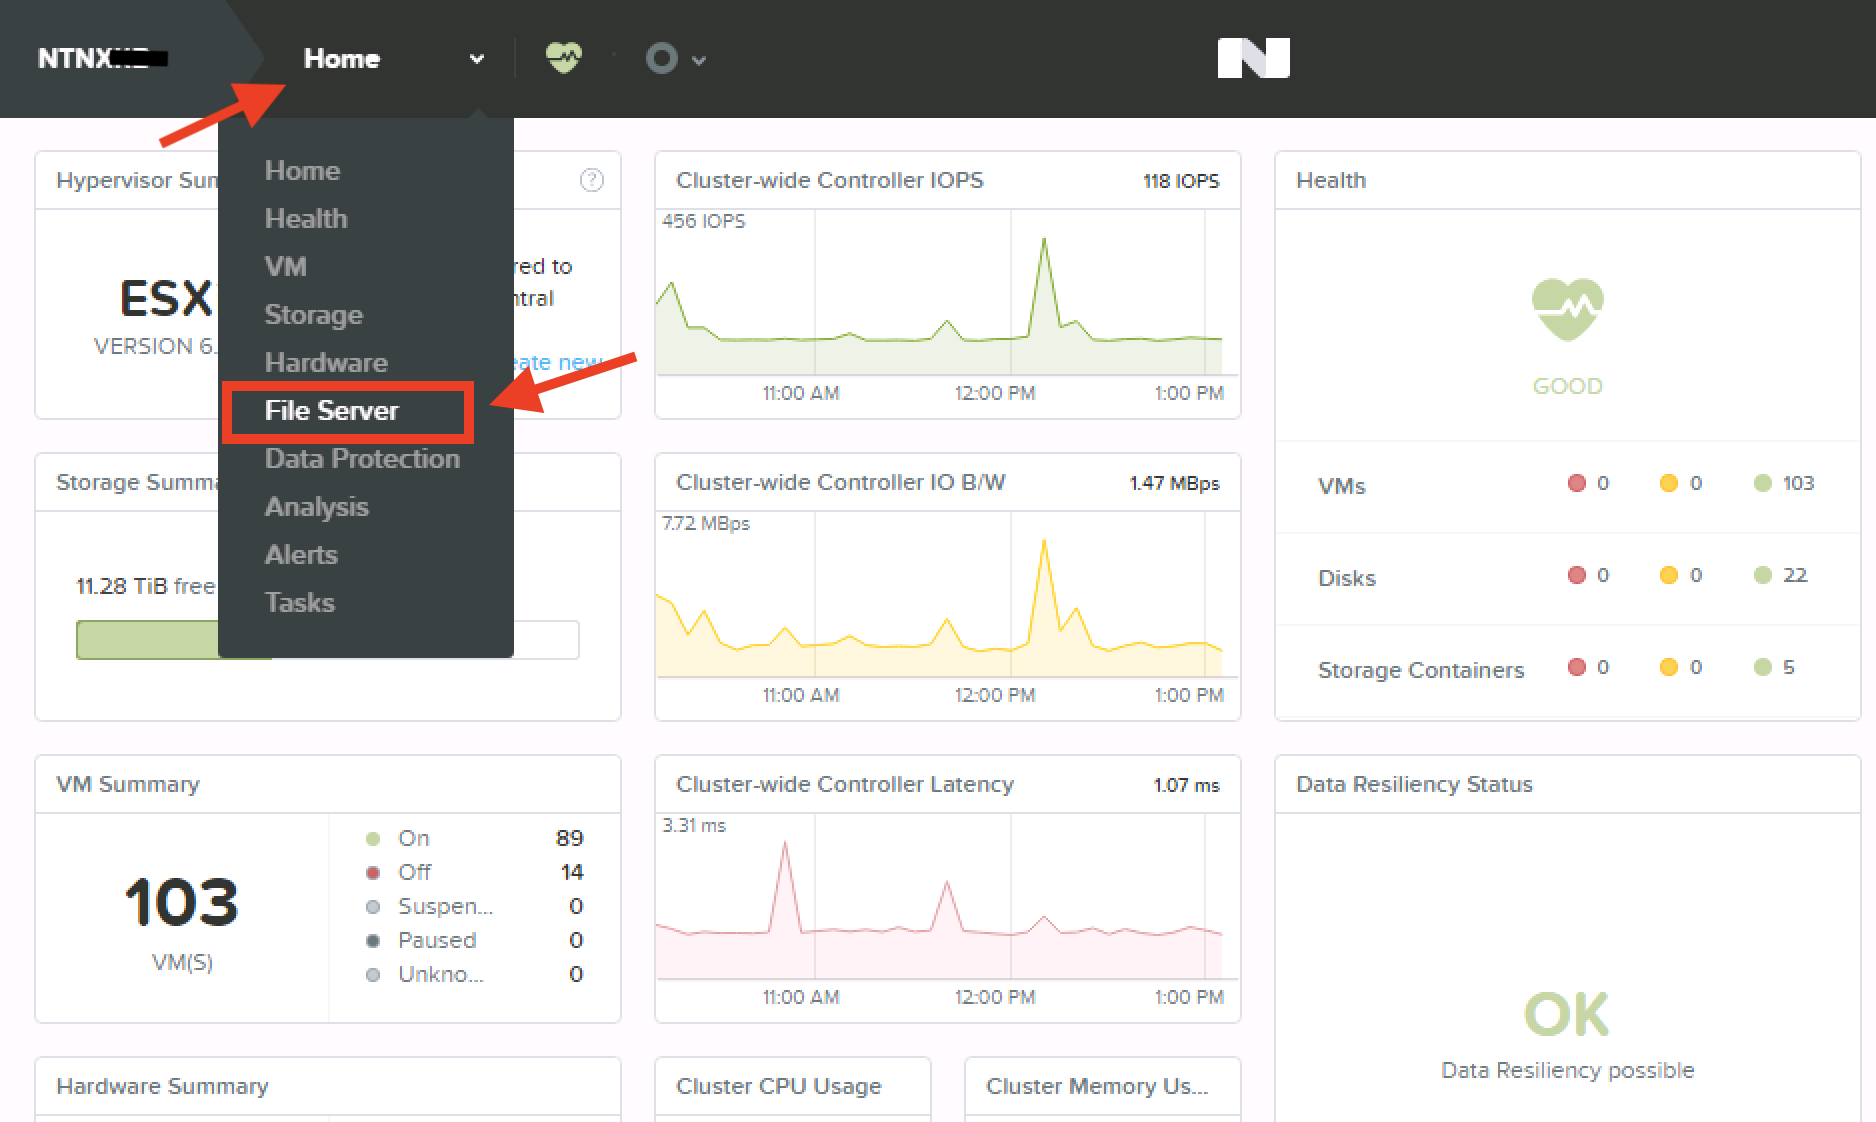 NTNX
Home
Home
Health
VM
Storage
Hardware
File Server
Data Protection
Analysis
Alerts
Tasks
Hypervisor Sum
?
ESX
VERSION 6.
red to
ntral
eate new
Storage Summa
11.28 TiB free
VM Summary
103
VM(S)
On 89
Off 14
Suspen... 0
Paused 0
Unkno... 0
Hardware Summary
Cluster-wide Controller IOPS 118 IOPS
456 IOPS
11:00 AM 12:00 PM 1:00 PM
Cluster-wide Controller IO B/W 1.47 MBps
7.72 MBps
11:00 AM 12:00 PM 1:00 PM
Cluster-wide Controller Latency 1.07 ms
3.31 ms
11:00 AM 12:00 PM 1:00 PM
Cluster CPU Usage
Cluster Memory Us...
Health
GOOD
VMs 0 0 103
Disks 0 0 22
Storage Containers 0 0 5
Data Resiliency Status
OK
Data Resiliency possible